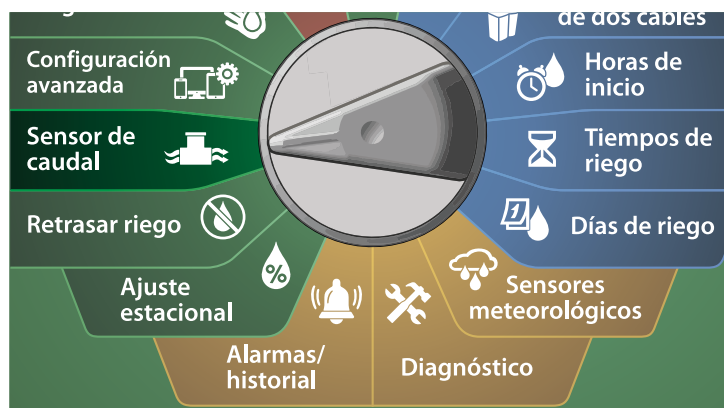 de dos cables
Configuración
avanzada
Horas de
inicio
Sensor de
caudal
Tiempos de
riego
Retrasar riego
1
Días de riego
Ajuste
estacional
%
Sensores
meteorológicos
Alarmas/
historial
Diagnóstico